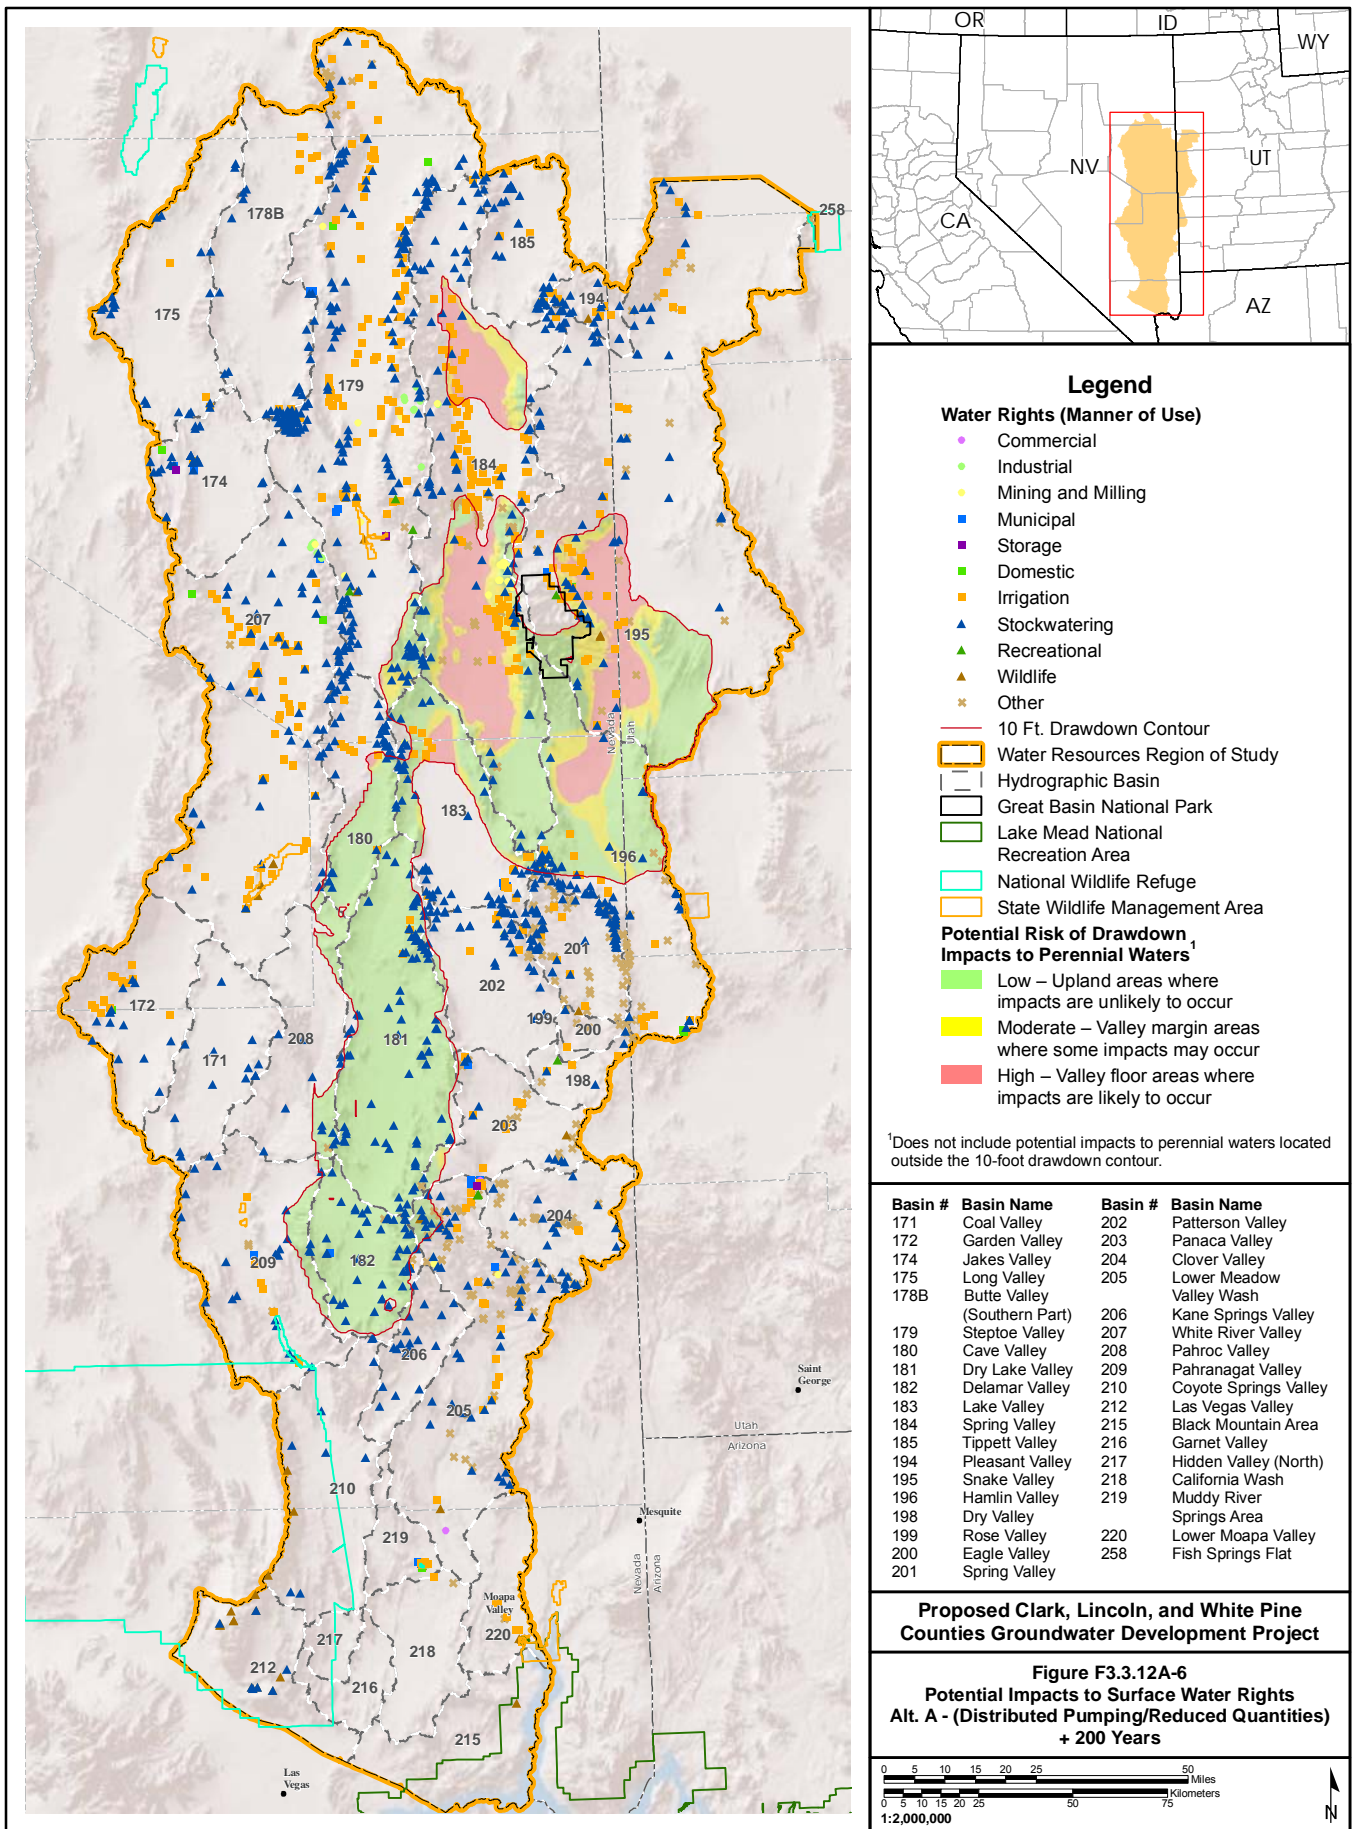 OR
ID
WY
NV
UT
CA
AZ
258
178B
185
194
175
179
184
174
207
195
Nevada
Utah
183
180
196
201
202
172
199
200
208
181
171
198
203
204
209
182
206
205
Saint
George
Utah
Arizona
210
Mesquite
219
Nevada
Arizona
Moapa
Valley
220
217
218
212
216
215
Las
Vegas
Legend
Water Rights (Manner of Use)
Commercial
Industrial
Mining and Milling
Municipal
Storage
Domestic
Irrigation
Stockwatering
Recreational
Wildlife
Other
10 Ft. Drawdown Contour
Water Resources Region of Study
Hydrographic Basin
Great Basin National Park
Lake Mead National
Recreation Area
National Wildlife Refuge
State Wildlife Management Area
Potential Risk of Drawdown
Impacts to Perennial Waters1
Low – Upland areas where
impacts are unlikely to occur
Moderate – Valley margin areas
where some impacts may occur
High – Valley floor areas where
impacts are likely to occur
1Does not include potential impacts to perennial waters located
outside the 10-foot drawdown contour.
Basin # Basin Name Basin # Basin Name
171 Coal Valley 202 Patterson Valley
172 Garden Valley 203 Panaca Valley
174 Jakes Valley 204 Clover Valley
175 Long Valley 205 Lower Meadow
178B Butte Valley Valley Wash
(Southern Part) 206 Kane Springs Valley
179 Steptoe Valley 207 White River Valley
180 Cave Valley 208 Pahroc Valley
181 Dry Lake Valley 209 Pahranagat Valley
182 Delamar Valley 210 Coyote Springs Valley
183 Lake Valley 212 Las Vegas Valley
184 Spring Valley 215 Black Mountain Area
185 Tippett Valley 216 Garnet Valley
194 Pleasant Valley 217 Hidden Valley (North)
195 Snake Valley 218 California Wash
196 Hamlin Valley 219 Muddy River
198 Dry Valley Springs Area
199 Rose Valley 220 Lower Moapa Valley
200 Eagle Valley 258 Fish Springs Flat
201 Spring Valley
Proposed Clark, Lincoln, and White Pine
Counties Groundwater Development Project
Figure F3.3.12A-6
Potential Impacts to Surface Water Rights
Alt. A - (Distributed Pumping/Reduced Quantities)
+ 200 Years
0 5 10 15 20 25 50
Miles
Kilometers
0 5 10 15 20 25 50 75
1:2,000,000
N